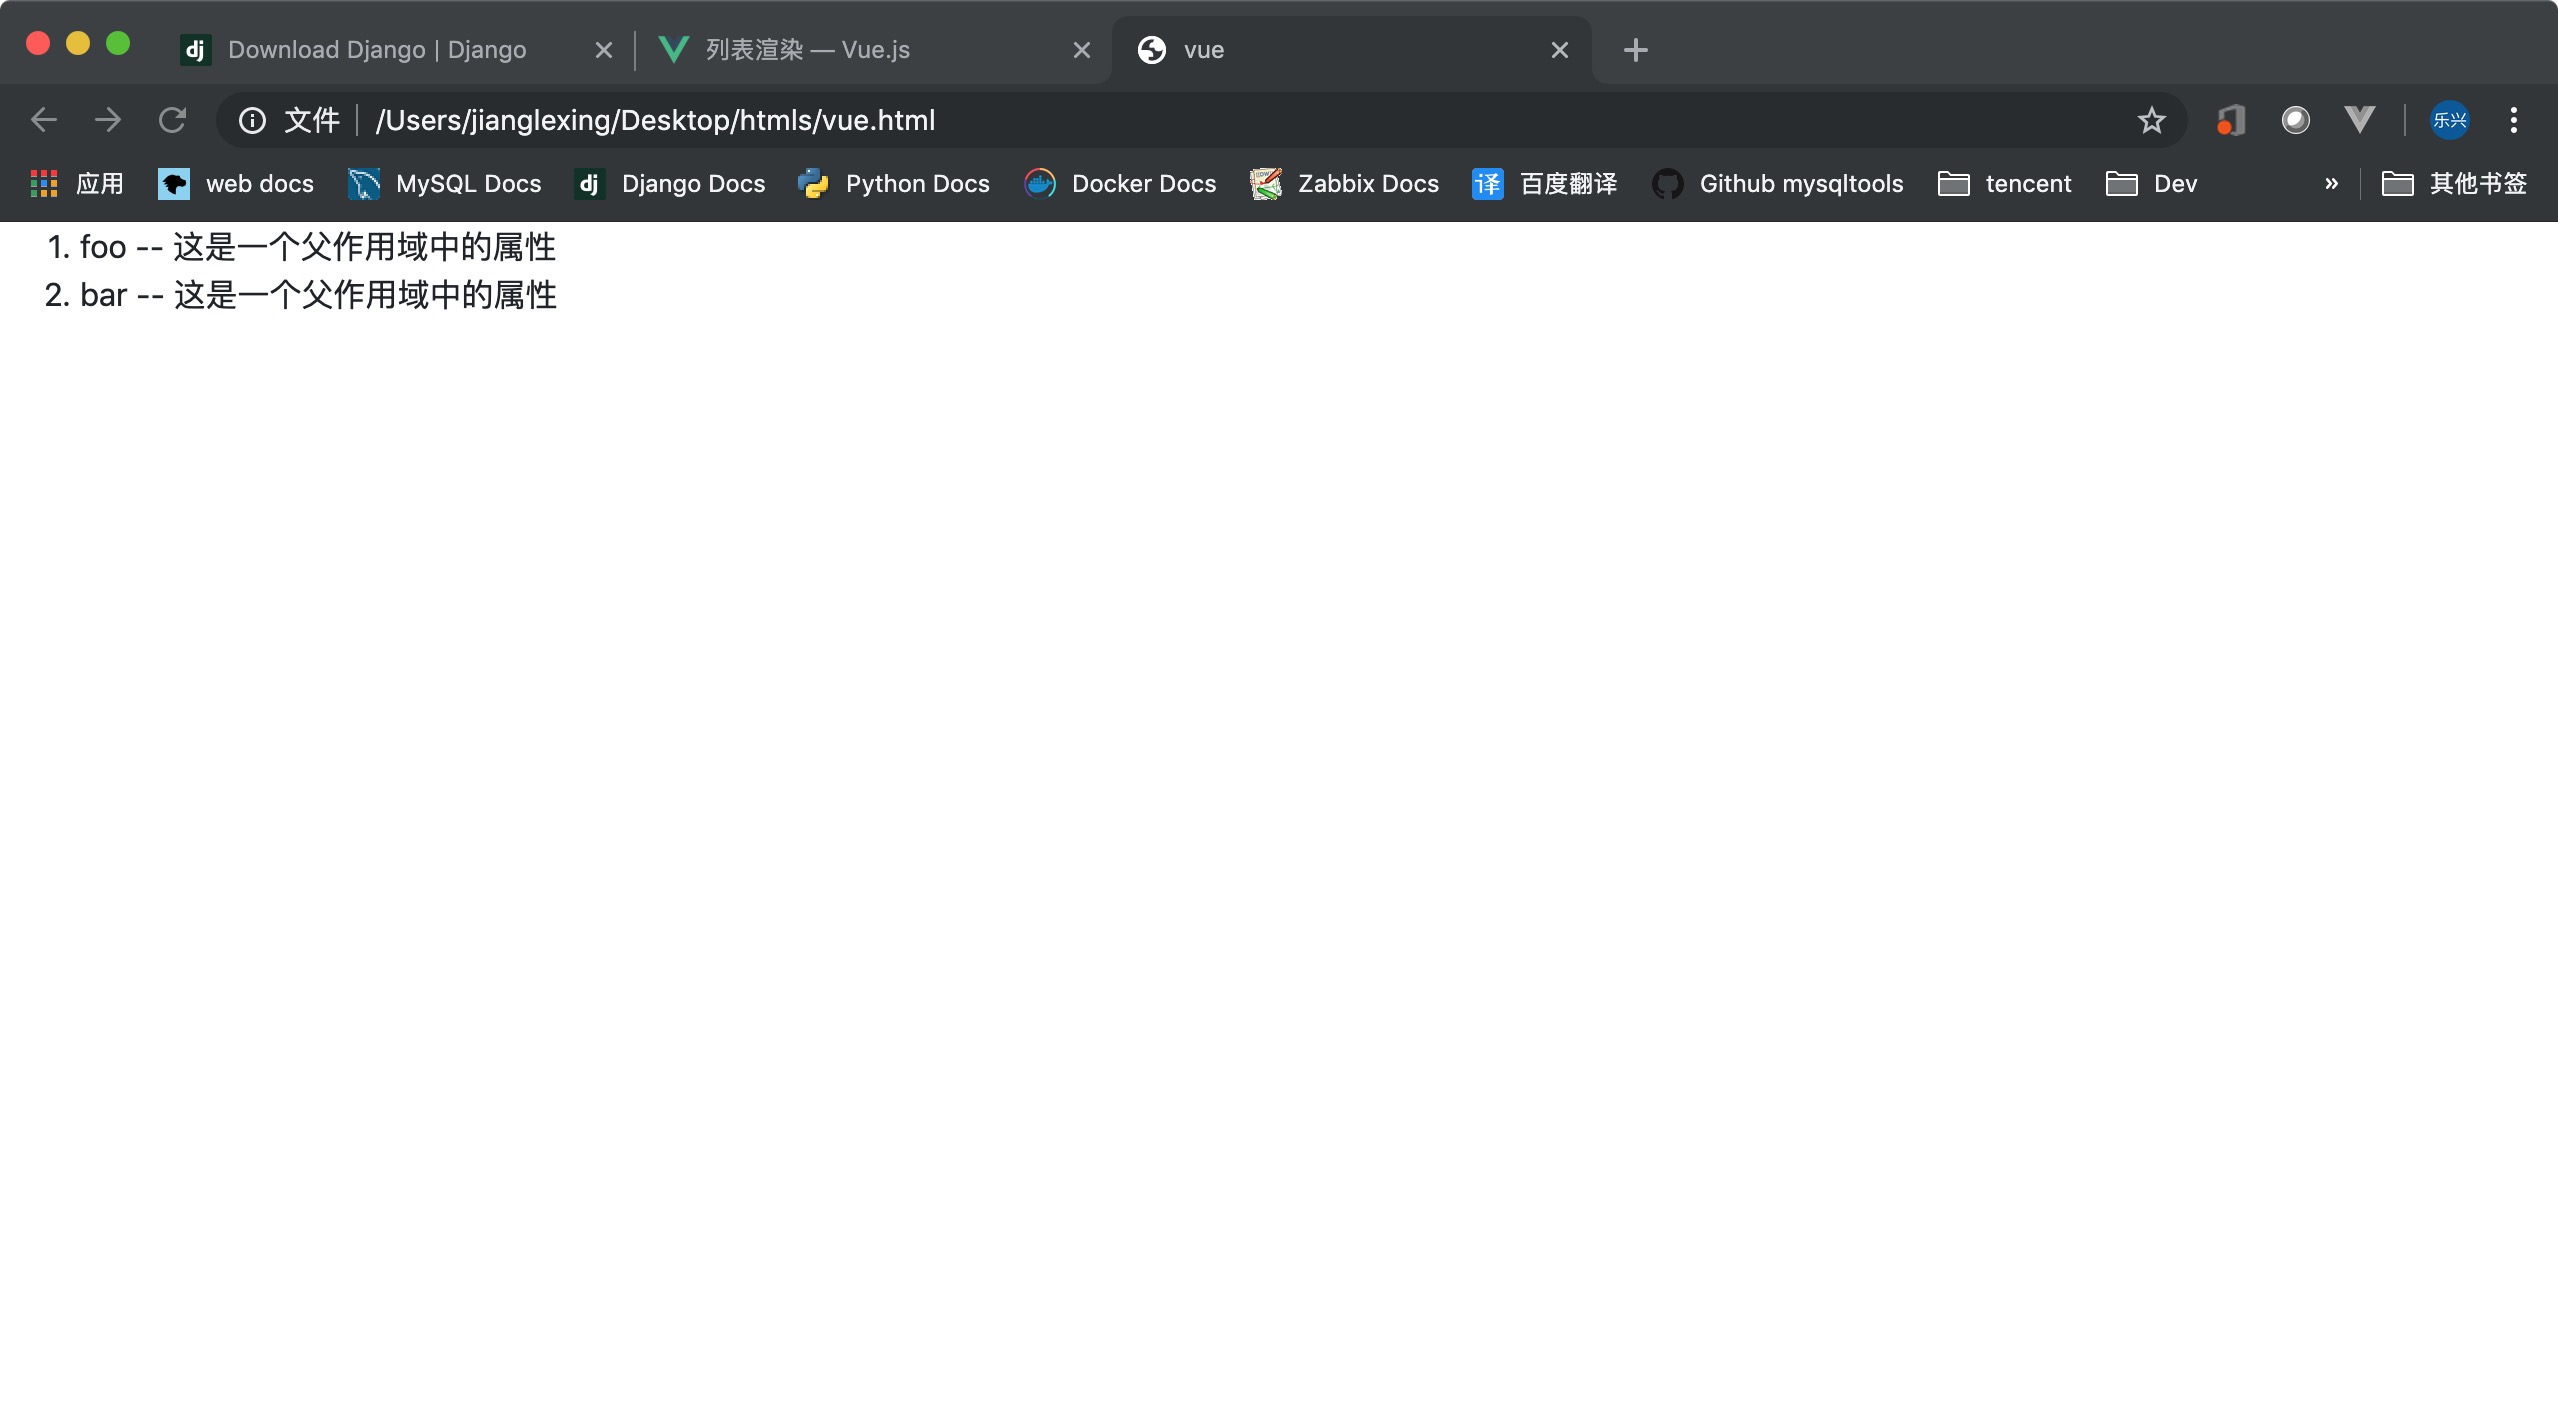 dj Download Django | Django 列表渲染 — Vue.js vue
文件 /Users/jianglexing/Desktop/htmls/vue.html 乐兴
应用 web docs MySQL Docs dj Django Docs Python Docs Docker Docs Zabbix Docs 译 百度翻译 Github mysqltools tencent Dev » 其他书签
1. foo -- 这是一个父作用域中的属性
2. bar -- 这是一个父作用域中的属性